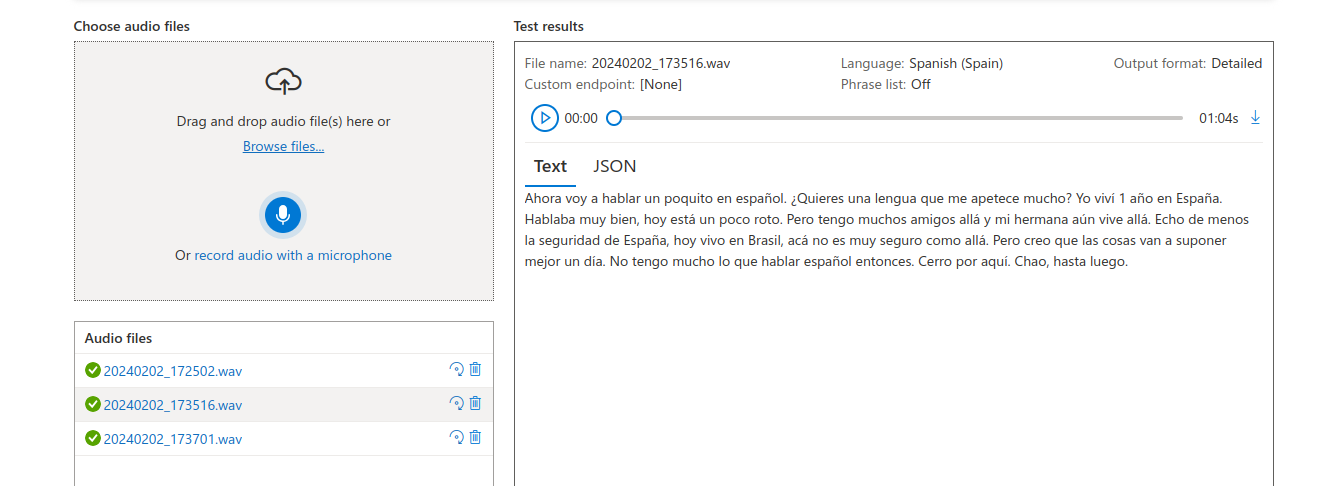 Choose audio files
Drag and drop audio file(s) here or
Browse files...
Or record audio with a microphone
Audio files
20240202_172502.wav
20240202_173516.wav
20240202_173701.wav
Test results
File name: 20240202_173516.wav Language: Spanish (Spain) Output format: Detailed
Custom endpoint: [None] Phrase list: Off
00:00 01:04s
Text JSON
Ahora voy a hablar un poquito en español. ¿Quieres una lengua que me apetece mucho? Yo viví 1 año en España.
Hablaba muy bien, hoy está un poco roto. Pero tengo muchos amigos allá y mi hermana aún vive allá. Echo de menos
la seguridad de España, hoy vivo en Brasil, acá no es muy seguro como allá. Pero creo que las cosas van a suponer
mejor un día. No tengo mucho lo que hablar español entonces. Cerro por aquí. Chao, hasta luego.